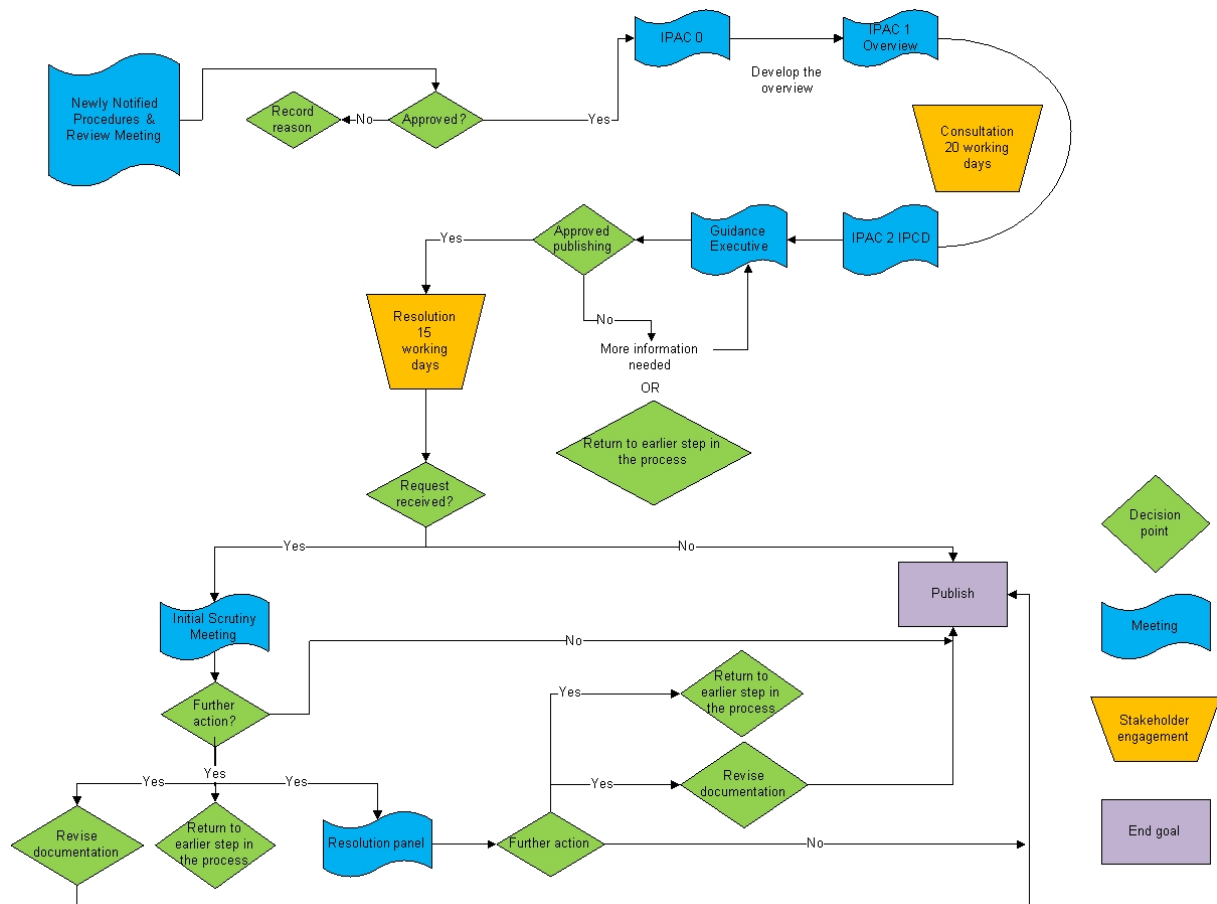 Newly Notified
Procedures &
Review Meeting
Record
reason
No
Approved?
Yes
IPAC 0
Develop the
overview
IPAC 1
Overview
Consultation
20 working
days
IPAC 2 IPCD
Guidance
Executive
Approved
publishing
Yes
No
More information
needed
OR
Return to earlier step in
the process
Resolution
15
working
days
Request
received?
Yes
No
Publish
Initial Scrutiny
Meeting
No
Further
action?
Yes
Yes
Yes
Revise
documentation
Return to
earlier step in
the process
Resolution panel
Further action
Yes
Return to
earlier step in
the process
Yes
Revise
documentation
No
Decision
point
Meeting
Stakeholder
engagement
End goal